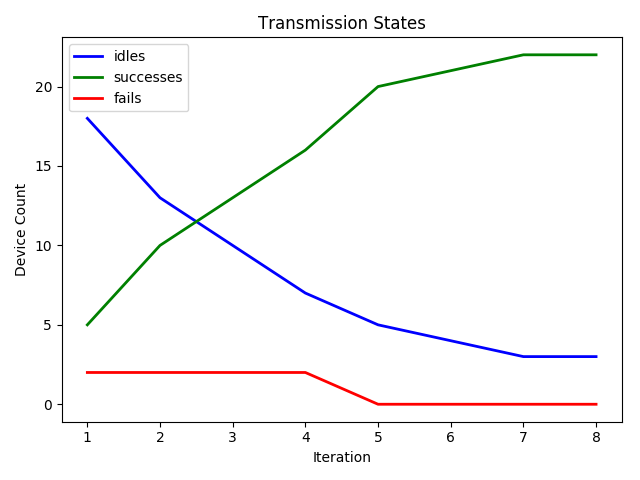 Transmission States
idles
successes
fails
Device Count
20
15
10
5
0
1 2 3 4 5 6 7 8
Iteration